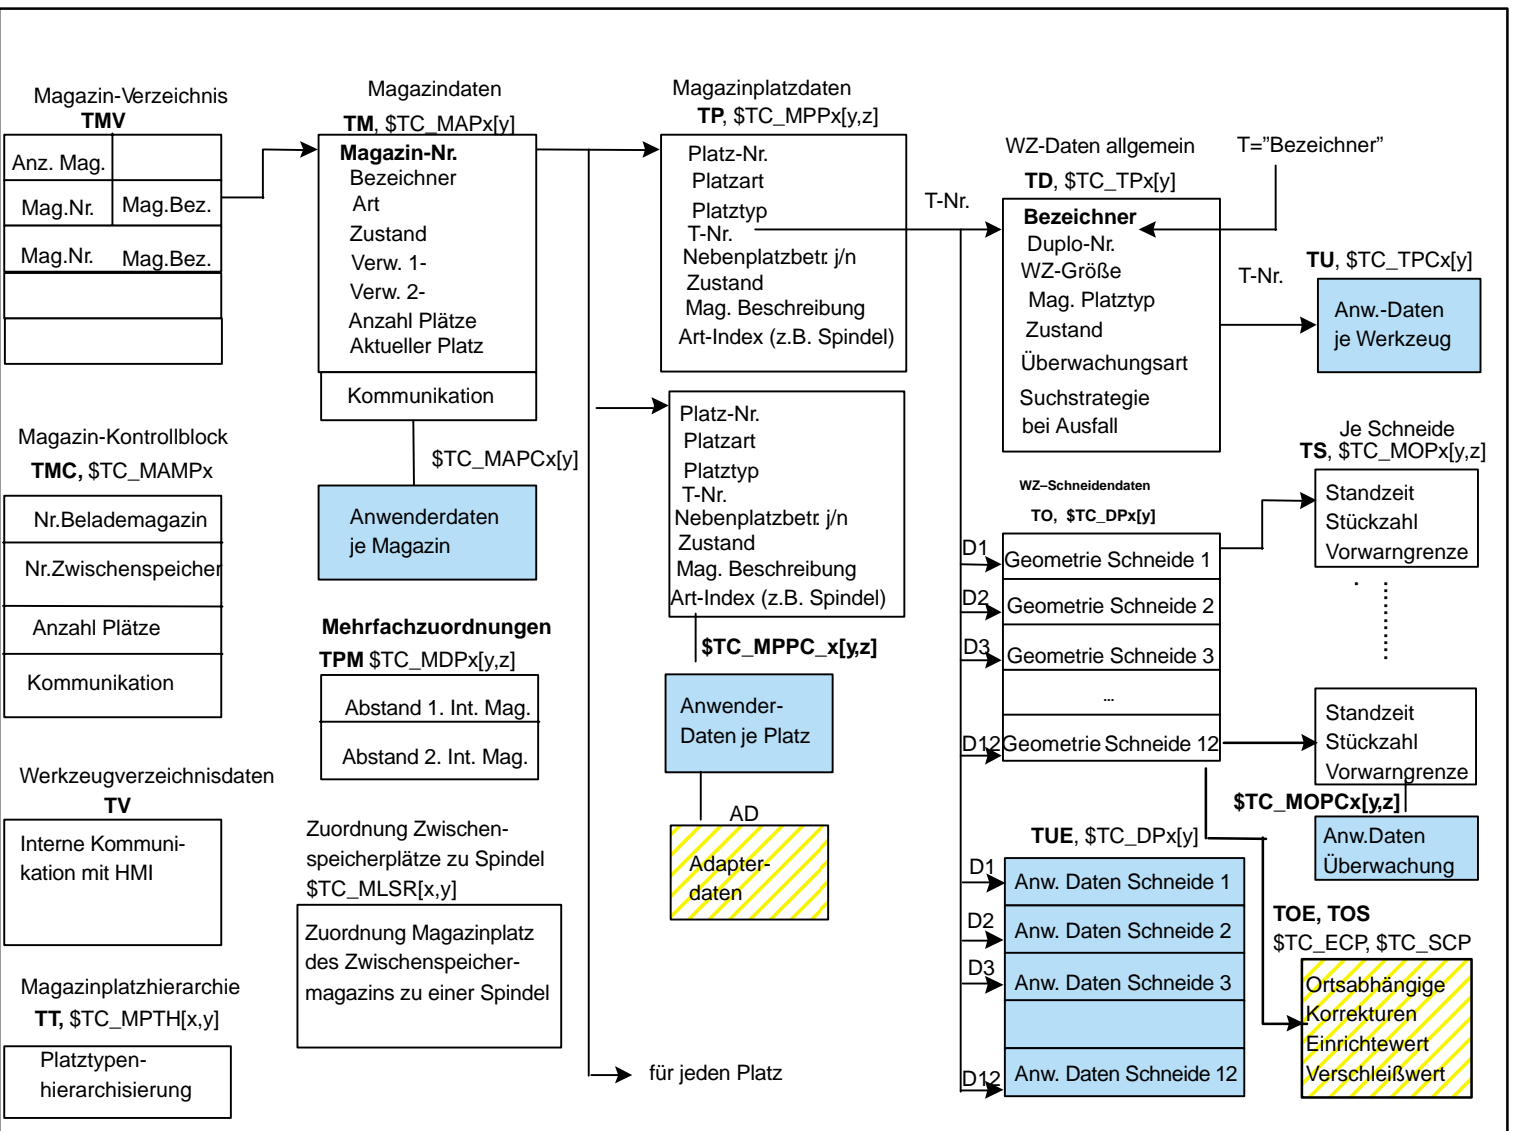 Magazin-Verzeichnis
TMV
Anz. Mag.
Mag.Nr. Mag.Bez.
Mag.Nr. Mag.Bez.
Magazin-Kontrollblock
TMC, $TC_MAMPx
Nr.Belademagazin
Nr.Zwischenspeicher
Anzahl Plätze
Kommunikation
Werkzeugverzeichnisdaten
TV
Interne Kommuni-
kation mit HMI
Magazinplatzhierarchie
TT, $TC_MPTH[x,y]
Platztypen-
hierarchisierung
Magazindaten
TM, $TC_MAPx[y]
Magazin-Nr.
Bezeichner
Art
Zustand
Verw. 1-
Verw. 2-
Anzahl Plätze
Aktueller Platz
Kommunikation
$TC_MAPCx[y]
Anwenderdaten
je Magazin
Mehrfachzuordnungen
TPM $TC_MDPx[y,z]
Abstand 1. Int. Mag.
Abstand 2. Int. Mag.
Zuordnung Zwischen-
speicherplätze zu Spindel
$TC_MLSR[x,y]
Zuordnung Magazinplatz
des Zwischenspeicher-
magazins zu einer Spindel
Magazinplatzdaten
TP, $TC_MPPx[y,z]
Platz-Nr.
Platzart
Platztyp
T-Nr.
Nebenplatzbetr. j/n
Zustand
Mag. Beschreibung
Art-Index (z.B. Spindel)
Platz-Nr.
Platzart
Platztyp
T-Nr.
Nebenplatzbetr. j/n
Zustand
Mag. Beschreibung
Art-Index (z.B. Spindel)
$TC_MPPC_x[y,z]
Anwender-
Daten je Platz
AD
Adapter-
daten
für jeden Platz
T-Nr.
WZ-Daten allgemein
TD, $TC_TPx[y]
Bezeichner
Duplo-Nr.
WZ-Größe
Mag. Platztyp
Zustand
Überwachungsart
Suchstrategie
bei Ausfall
T="Bezeichner"
T-Nr.
TU, $TC_TPCx[y]
Anw.-Daten
je Werkzeug
WZ–Schneidendaten
TO, $TC_DPx[y]
D1 Geometrie Schneide 1
D2 Geometrie Schneide 2
D3 Geometrie Schneide 3
...
D12 Geometrie Schneide 12
Je Schneide
TS, $TC_MOPx[y,z]
Standzeit
Stückzahl
Vorwarngrenze
Standzeit
Stückzahl
Vorwarngrenze
$TC_MOPCx[y,z]
Anw.Daten
Überwachung
TUE, $TC_DPx[y]
D1 Anw. Daten Schneide 1
D2 Anw. Daten Schneide 2
D3 Anw. Daten Schneide 3
D12 Anw. Daten Schneide 12
TOE, TOS
$TC_ECP, $TC_SCP
Ortsabhängige
Korrekturen
Einrichtewert
Verschleißwert